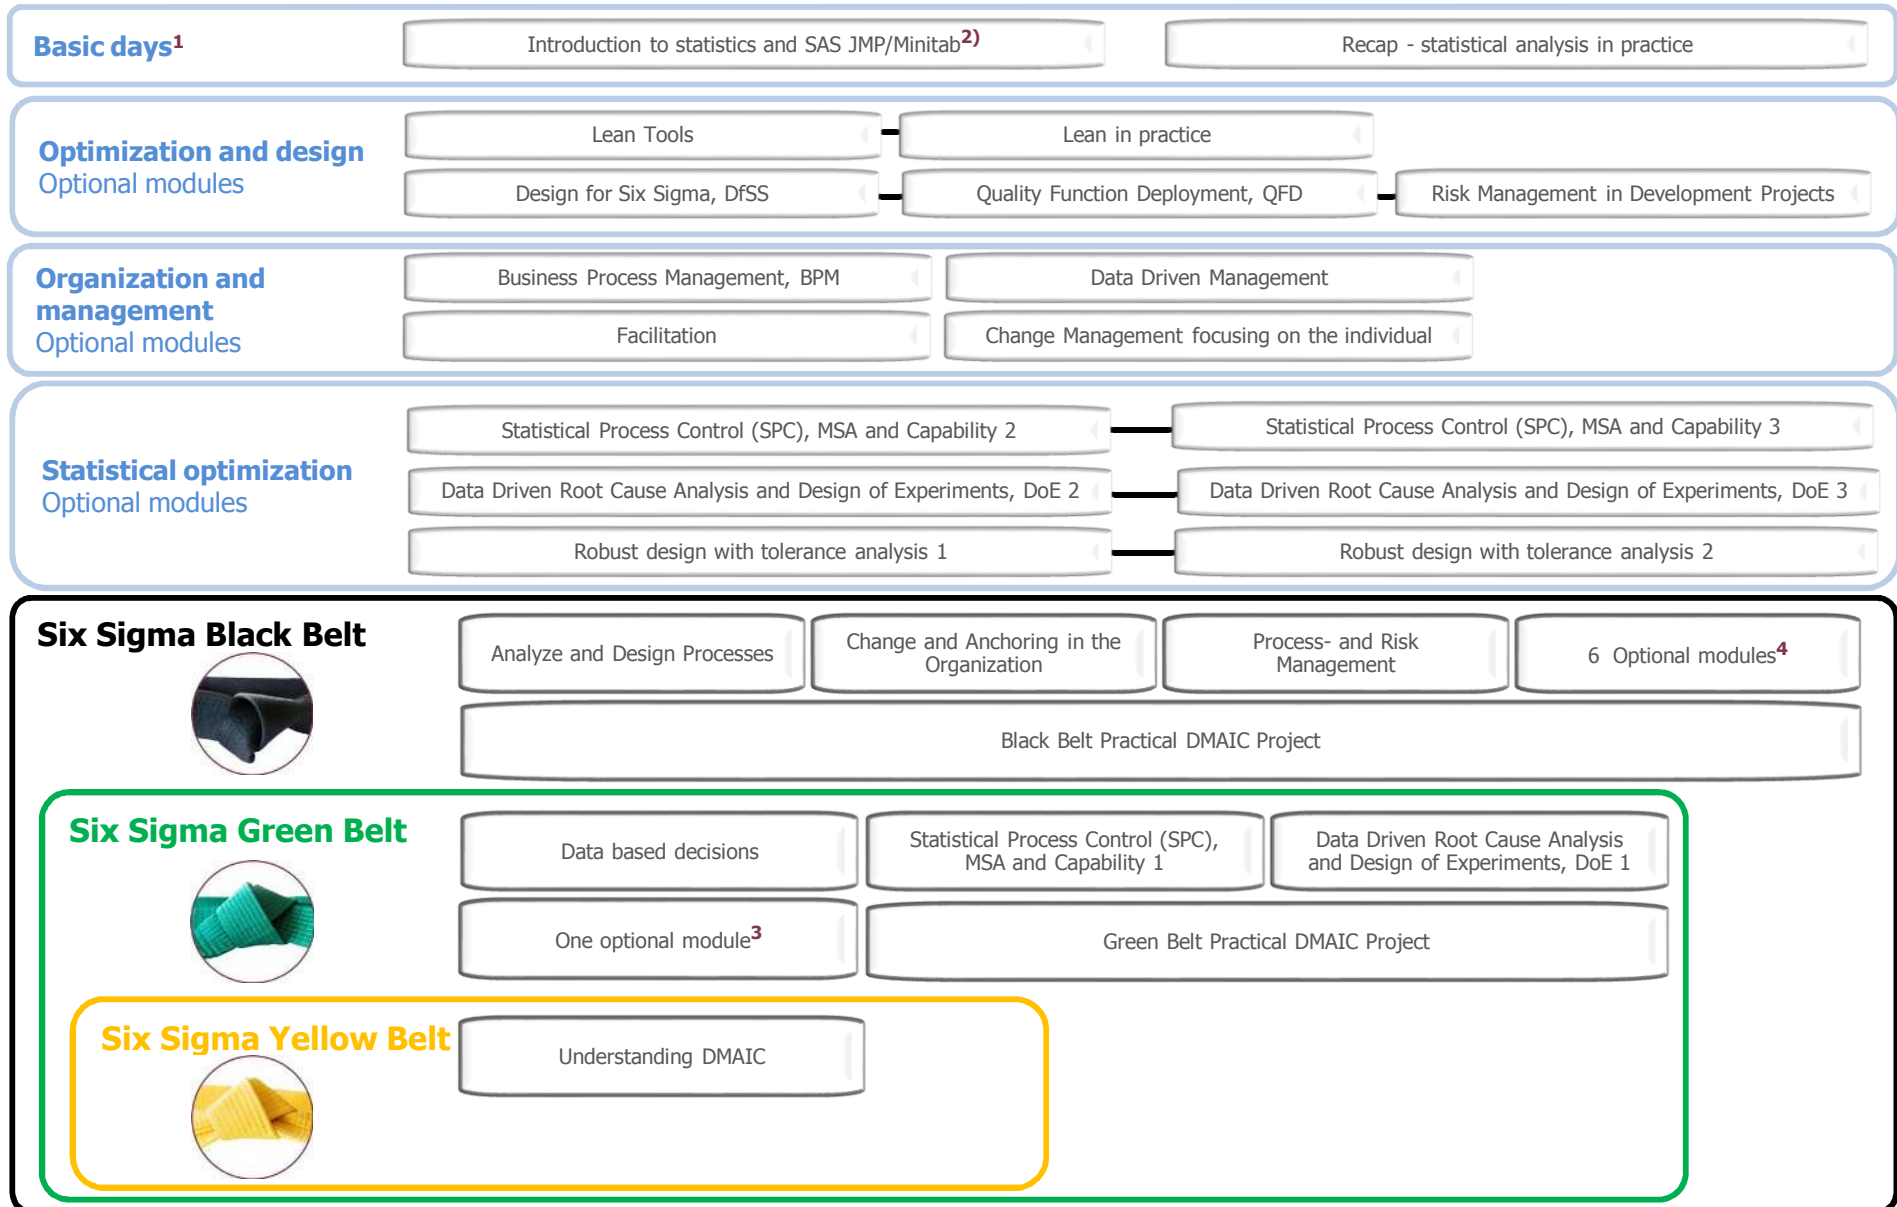 Basic days1
Introduction to statistics and SAS JMP/Minitab2)
Recap - statistical analysis in practice
Optimization and design
Optional modules
Lean Tools
Lean in practice
Design for Six Sigma, DfSS
Quality Function Deployment, QFD
Risk Management in Development Projects
Organization and
management
Optional modules
Business Process Management, BPM
Data Driven Management
Facilitation
Change Management focusing on the individual
Statistical optimization
Optional modules
Statistical Process Control (SPC), MSA and Capability 2
Statistical Process Control (SPC), MSA and Capability 3
Data Driven Root Cause Analysis and Design of Experiments, DoE 2
Data Driven Root Cause Analysis and Design of Experiments, DoE 3
Robust design with tolerance analysis 1
Robust design with tolerance analysis 2
Six Sigma Black Belt
Analyze and Design Processes
Change and Anchoring in the
Organization
Process- and Risk
Management
6 Optional modules4
Black Belt Practical DMAIC Project
Six Sigma Green Belt
Data based decisions
Statistical Process Control (SPC),
MSA and Capability 1
Data Driven Root Cause Analysis
and Design of Experiments, DoE 1
One optional module3
Green Belt Practical DMAIC Project
Six Sigma Yellow Belt
Understanding DMAIC